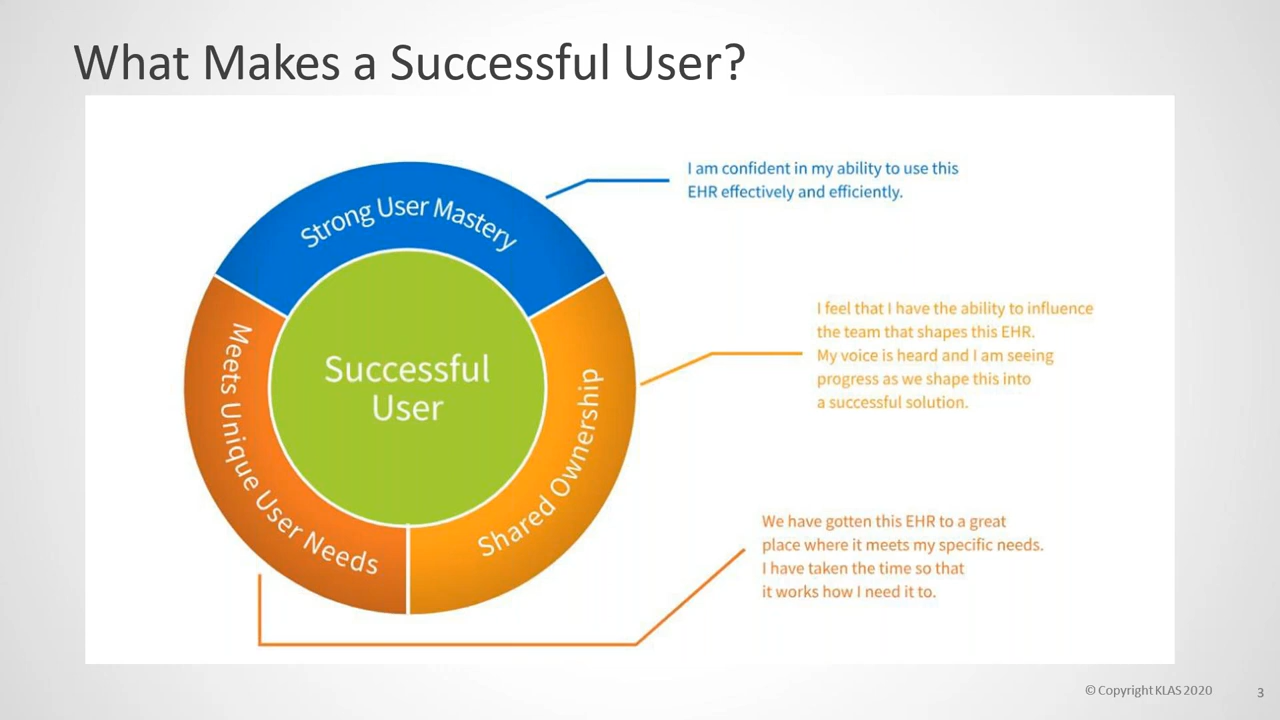 What Makes a Successful User?
Strong User Mastery
I am confident in my ability to use this
EHR effectively and efficiently.
Successful
User
Shared Ownership
I feel that I have the ability to influence
the team that shapes this EHR.
My voice is heard and I am seeing
progress as we shape this into
a successful solution.
Meets Unique User Needs
We have gotten this EHR to a great
place where it meets my specific needs.
I have taken the time so that
it works how I need it to.
© Copyright KLAS 2020
3